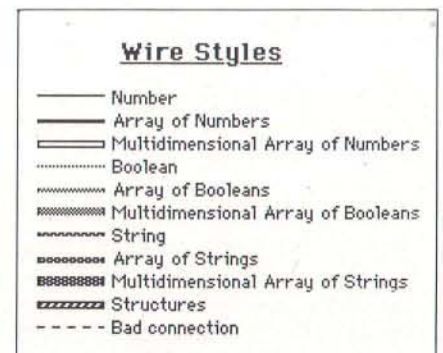 Wire Styles
Number
Array of Numbers
Multidimensional Array of Numbers
Boolean
Array of Booleans
Multidimensional Array of Booleans
String
Array of Strings
Multidimensional Array of Strings
Structures
Bad connection